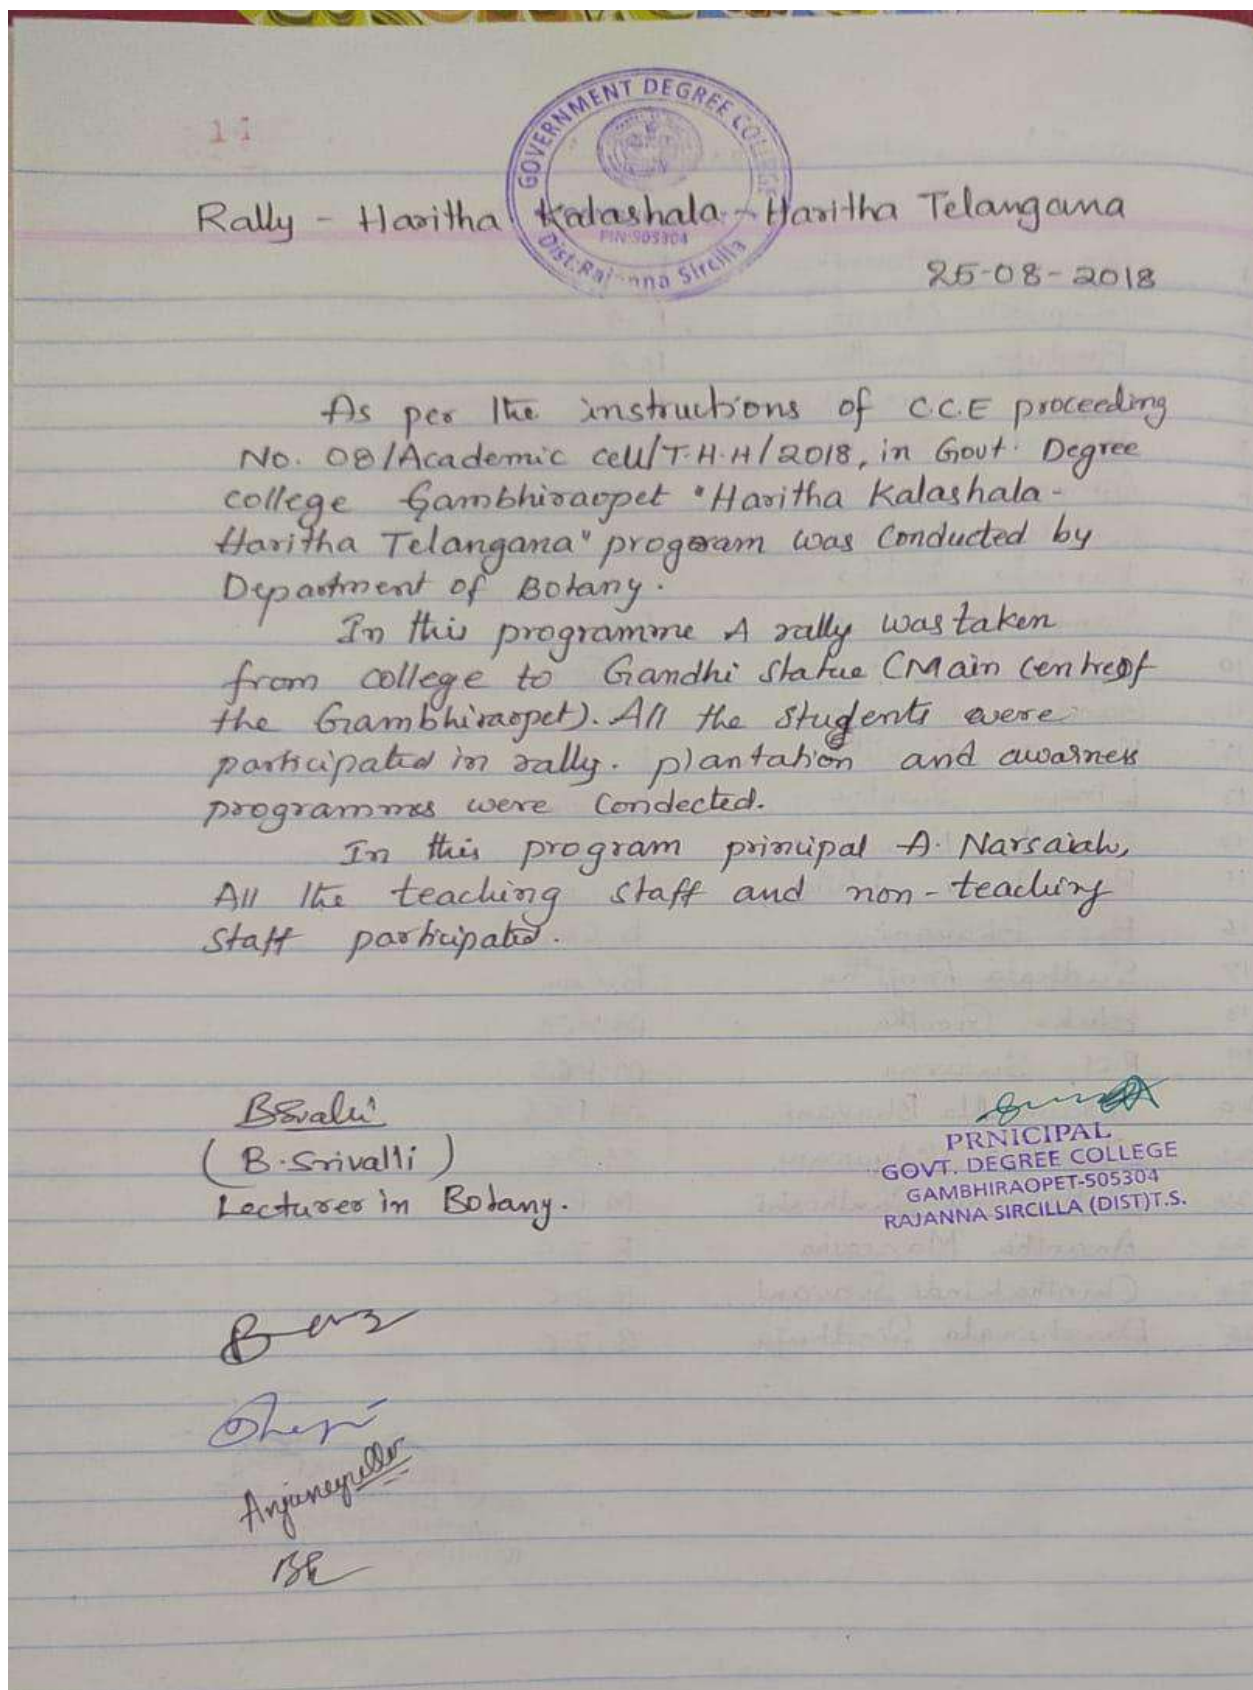 11
GOVERNMENT DEGREE COLLEGE
PIN:505304
Dist:Rajanna Sircilla
Rally - Haritha Kalashala - Haritha Telangana
25-08-2018
As per the instructions of C.C.E proceeding
No. 08/Academic cell/T.H.H/2018, in Govt. Degree
college Gambhiraopet "Haritha Kalashala -
Haritha Telangana" program was Conducted by
Department of Botany.
In this programme A rally was taken
from college to Gandhi statue (Main centre of
the Gambhiraopet). All the students were
participated in rally. plantation and awarness
programmes were Condected.
In this program principal A. Narsaiah,
All the teaching staff and non-teaching
staff participated.
(B. Srivalli)
Lecturer in Botany.
PRNICIPAL
GOVT. DEGREE COLLEGE
GAMBHIRAOPET-505304
RAJANNA SIRCILLA (DIST)T.S.
Anjaneyullu